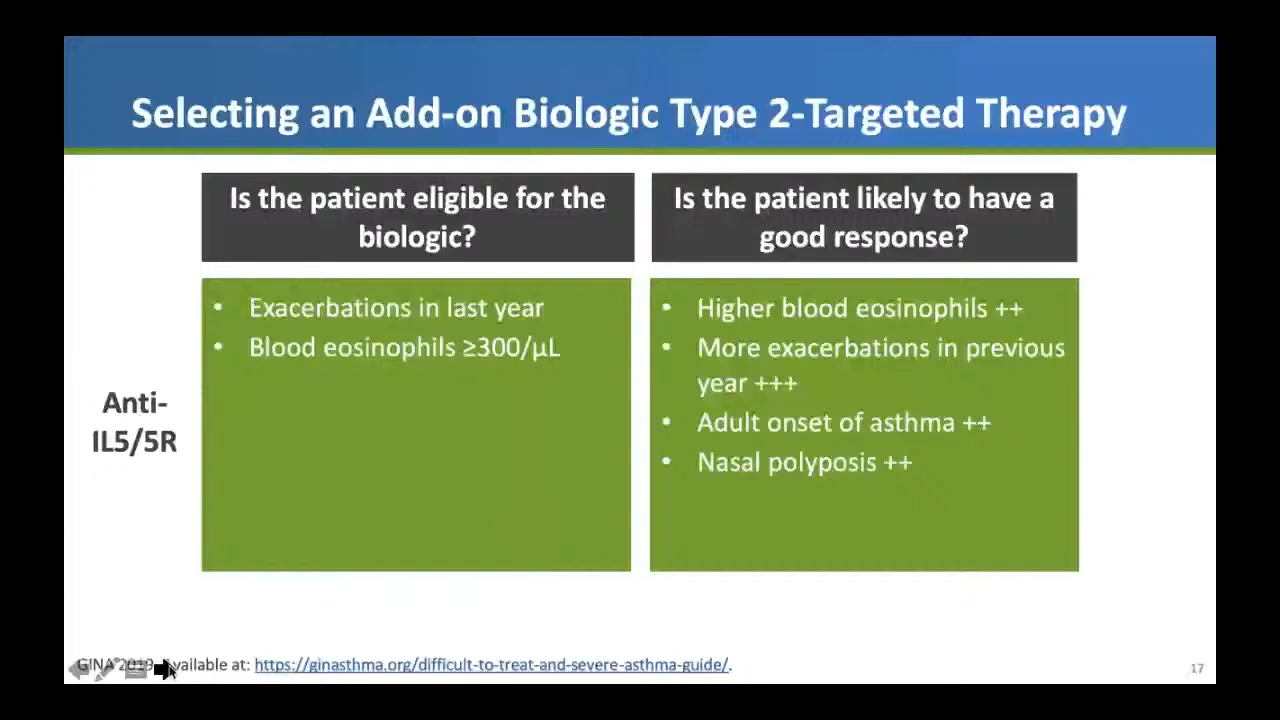 Selecting an Add-on Biologic Type 2-Targeted Therapy
Is the patient eligible for the
biologic?
Is the patient likely to have a
good response?
Anti-
IL5/5R
• Exacerbations in last year
• Blood eosinophils ≥300/µL
• Higher blood eosinophils ++
• More exacerbations in previous
year +++
• Adult onset of asthma ++
• Nasal polyposis ++
GINA 2019. Available at: https://ginasthma.org/difficult-to-treat-and-severe-asthma-guide/.
17